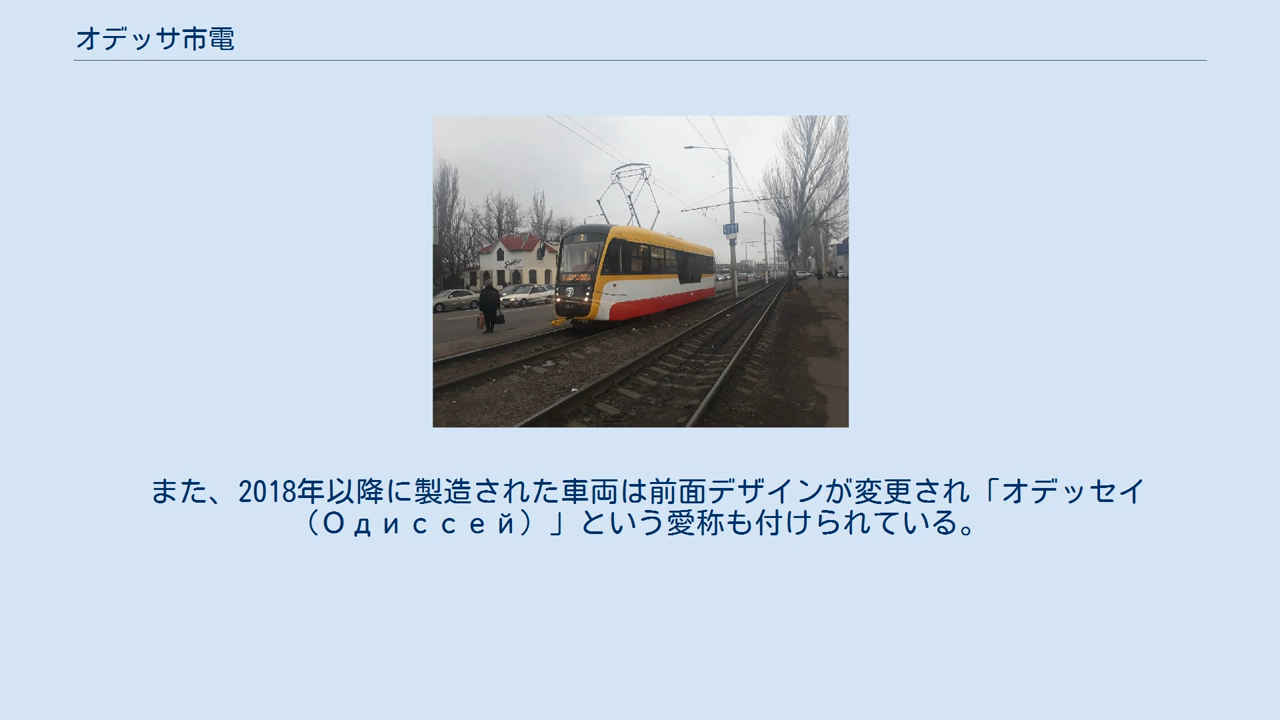 オデッサ市電
また、2018年以降に製造された車両は前面デザインが変更され「オデッセイ
（Одиссей）」という愛称も付けられている。